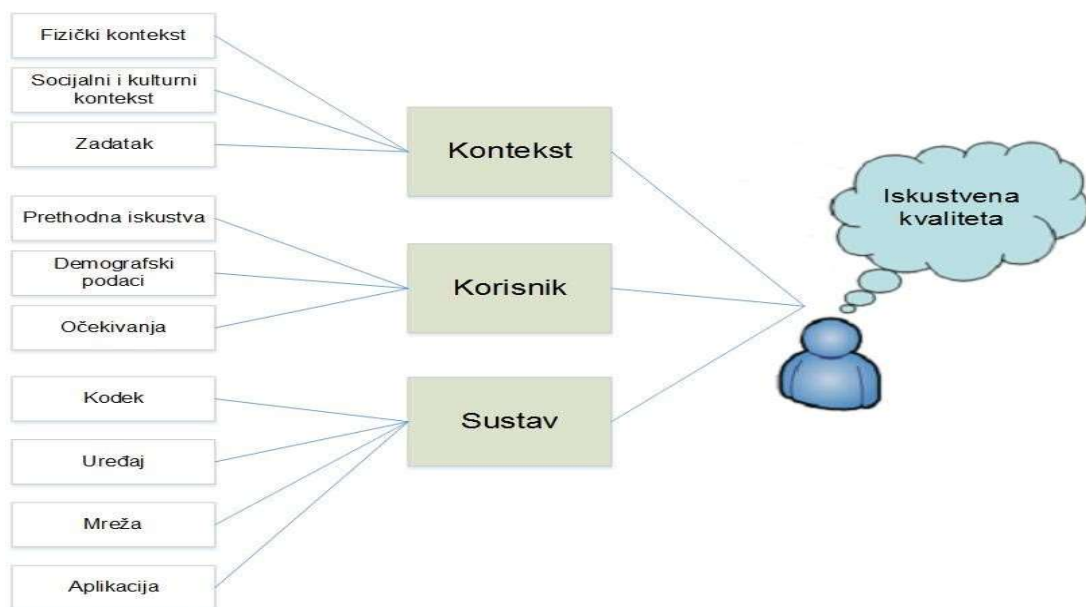 Fizički kontekst
Socijalni i kulturni
kontekst
Zadatak
Prethodna iskustva
Demografski
podaci
Očekivanja
Kodek
Uređaj
Mreža
Aplikacija
Kontekst
Korisnik
Sustav
Iskustvena
kvaliteta